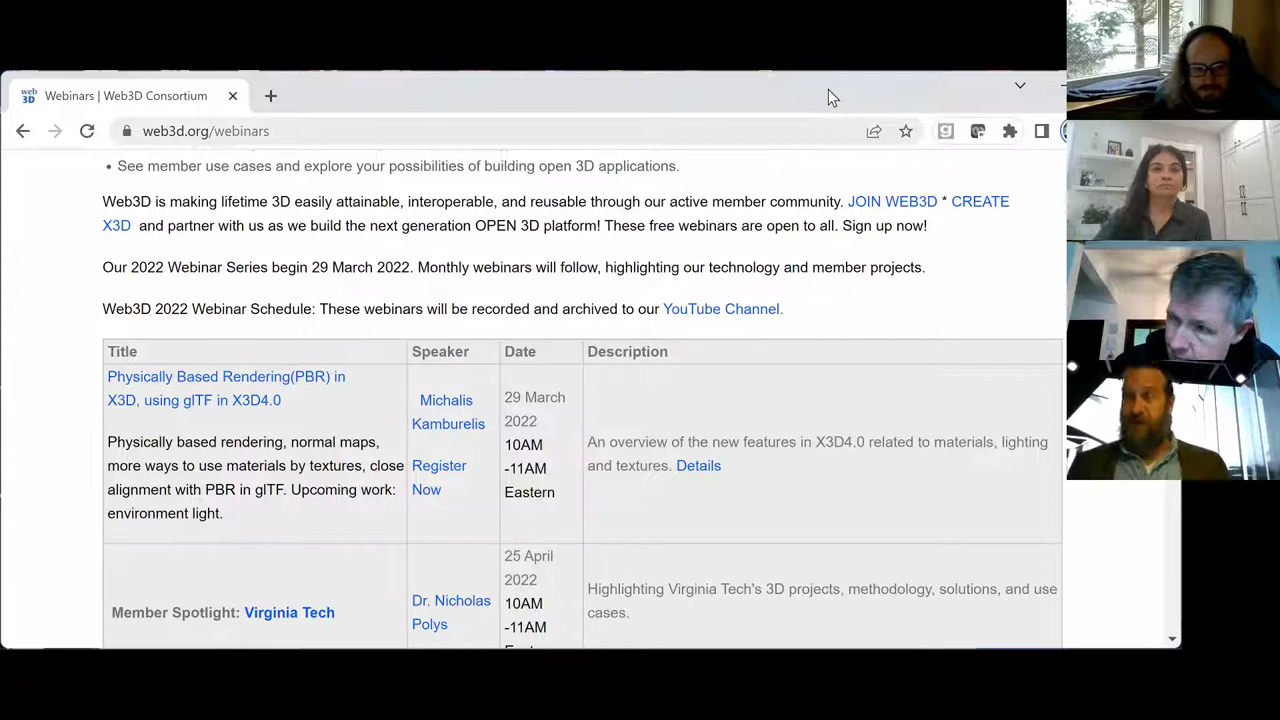 web
3D
Webinars | Web3D Consortium
web3d.org/webinars
• See member use cases and explore your possibilities of building open 3D applications.
Web3D is making lifetime 3D easily attainable, interoperable, and reusable through our active member community. JOIN WEB3D * CREATE
X3D and partner with us as we build the next generation OPEN 3D platform! These free webinars are open to all. Sign up now!
Our 2022 Webinar Series begin 29 March 2022. Monthly webinars will follow, highlighting our technology and member projects.
Web3D 2022 Webinar Schedule: These webinars will be recorded and archived to our YouTube Channel.
Title
Speaker
Date
Description
Physically Based Rendering(PBR) in
X3D, using glTF in X3D4.0
Physically based rendering, normal maps,
more ways to use materials by textures, close
alignment with PBR in glTF. Upcoming work:
environment light.
Michalis
Kamburelis
Register
Now
29 March
2022
10AM
-11AM
Eastern
An overview of the new features in X3D4.0 related to materials, lighting
and textures. Details
Member Spotlight: Virginia Tech
Dr. Nicholas
Polys
25 April
2022
10AM
-11AM
Highlighting Virginia Tech's 3D projects, methodology, solutions, and use
cases.